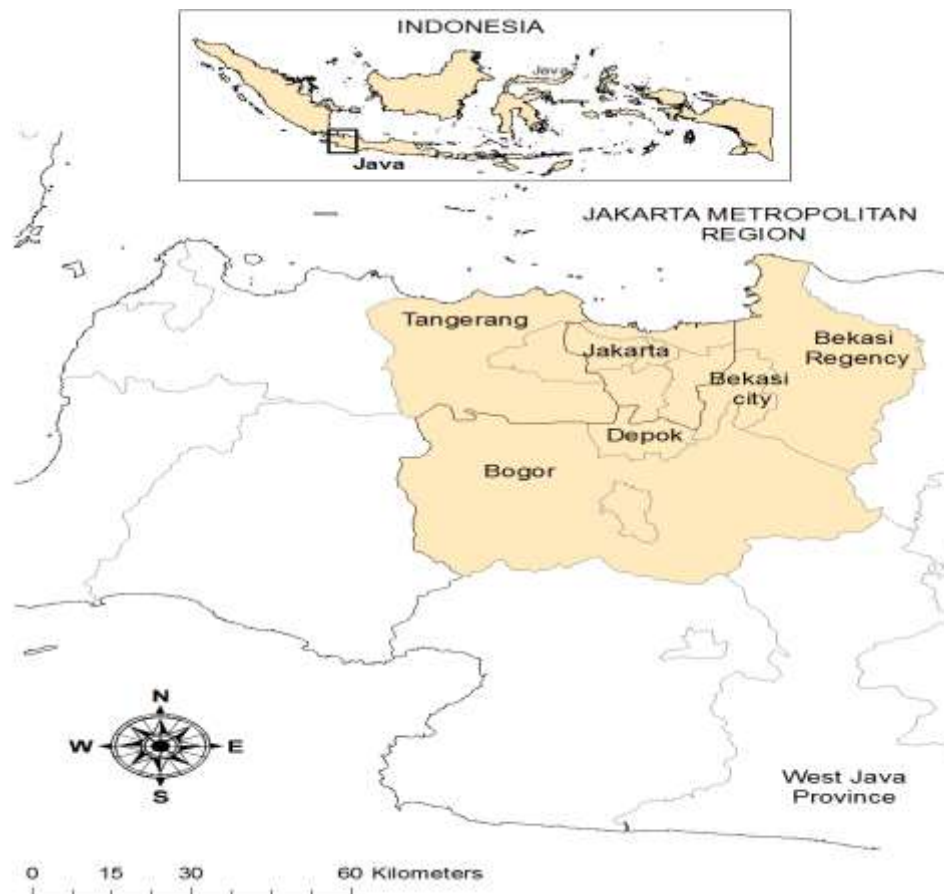 INDONESIA
Java
Java
JAKARTA METROPOLITAN
REGION
Tangerang
Jakarta
Bekasi
Regency
Bekasi
city
Depok
Bogor
N
W
E
S
West Java
Province
0 15 30 60 Kilometers